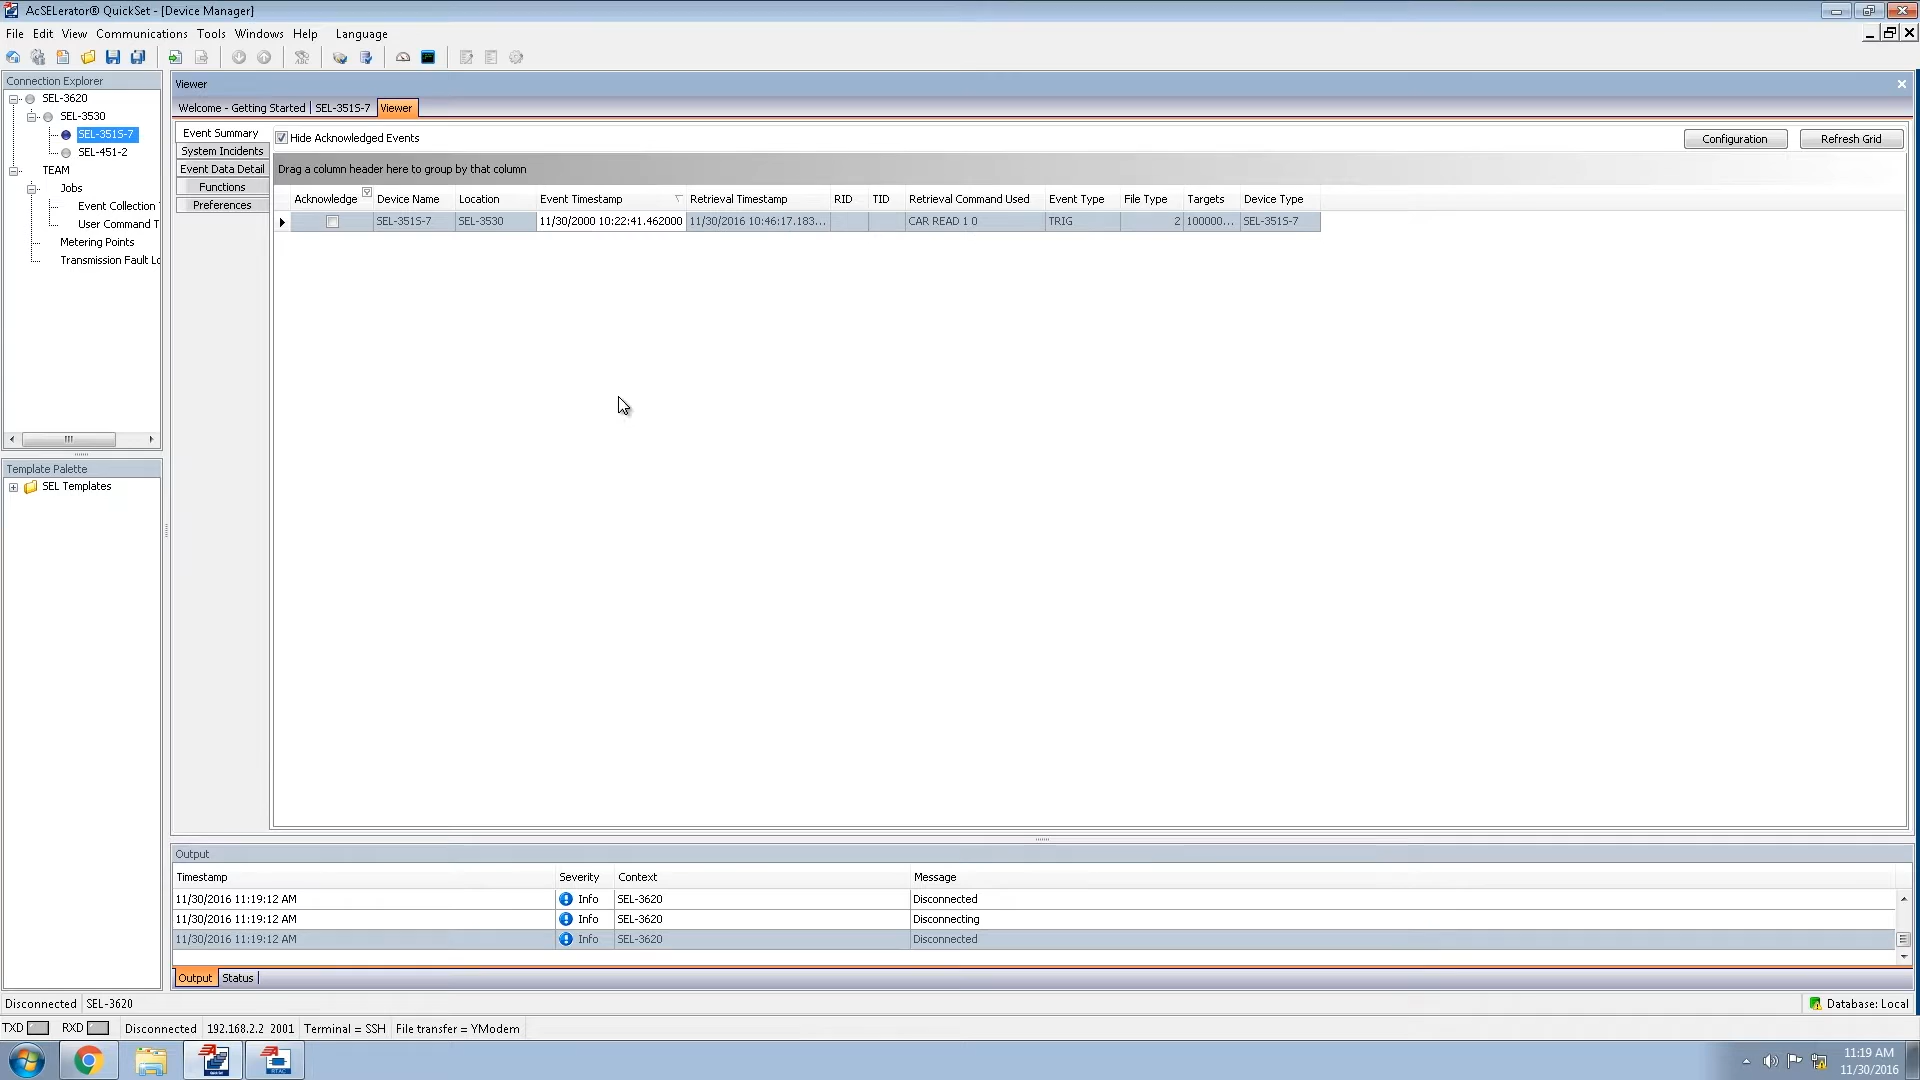 AcSELerator® QuickSet - [Device Manager]
File Edit View Communications Tools Windows Help Language
Connection Explorer
SEL-3620
SEL-3530
SEL-351S-7
SEL-451-2
TEAM
Jobs
Event Collection
User Command T
Metering Points
Transmission Fault Lo
Template Palette
SEL Templates
Viewer
Welcome - Getting Started SEL-351S-7 Viewer
Event Summary
System Incidents
Event Data Detail
Functions
Preferences
Hide Acknowledged Events Configuration Refresh Grid
Drag a column header here to group by that column
Acknowledge Device Name Location Event Timestamp Retrieval Timestamp RID TID Retrieval Command Used Event Type File Type Targets Device Type
SEL-351S-7 SEL-3530 11/30/2000 10:22:41.462000 11/30/2016 10:46:17.183... CAR READ 1 0 TRIG 2 100000... SEL-351S-7
Output
Timestamp Severity Context Message
11/30/2016 11:19:12 AM Info SEL-3620 Disconnected
11/30/2016 11:19:12 AM Info SEL-3620 Disconnecting
11/30/2016 11:19:12 AM Info SEL-3620 Disconnected
Output Status
Disconnected SEL-3620 Database: Local
TXD RXD Disconnected 192.168.2.2 2001 Terminal = SSH File transfer = YModem
11:19 AM
11/30/2016